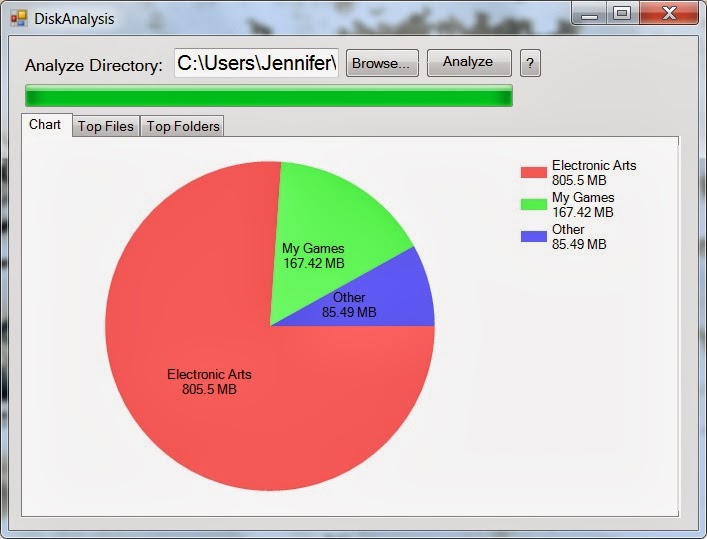 DiskAnalysis
Analyze Directory: C:\Users\Jennifer\ Browse... Analyze ?
Chart Top Files Top Folders
Electronic Arts
805.5 MB
My Games
167.42 MB
Other
85.49 MB
My Games
167.42 MB
Other
85.49 MB
Electronic Arts
805.5 MB